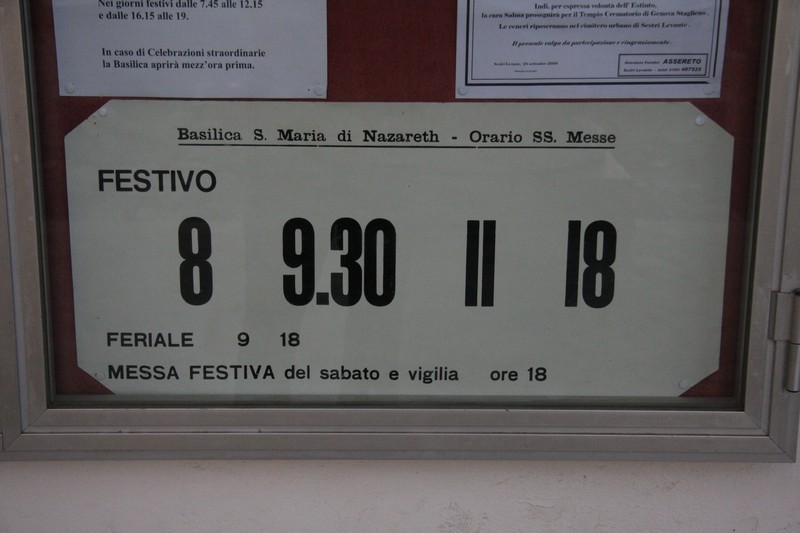 Nei giorni festivi dalle 7.45 alle 12.15
e dalle 16.15 alle 19.
In caso di Celebrazioni straordinarie
la Basilica aprirà mezz'ora prima.
Indi, per espressa volontà dell'Estinto,
la cara Salma proseguirà per il Tempio Crematorio di Genova Staglieno.
Le ceneri riposeranno nel cimitero urbano di Sestri Levante.
Il presente valga da partecipazione e ringraziamento.
ASSERETO
Basilica S. Maria di Nazareth - Orario SS. Messe
FESTIVO
8 9.30 11 18
FERIALE 9 18
MESSA FESTIVA del sabato e vigilia ore 18